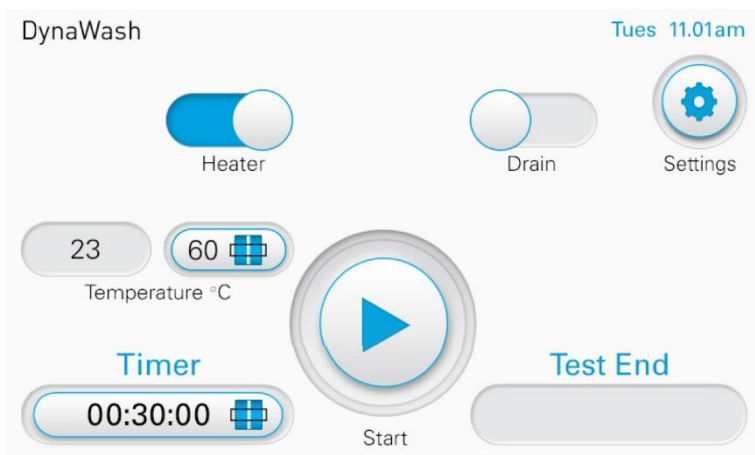 DynaWash
Tues 11.01am
Heater
Drain
Settings
23
60
Temperature °C
Timer
Test End
00:30:00
Start